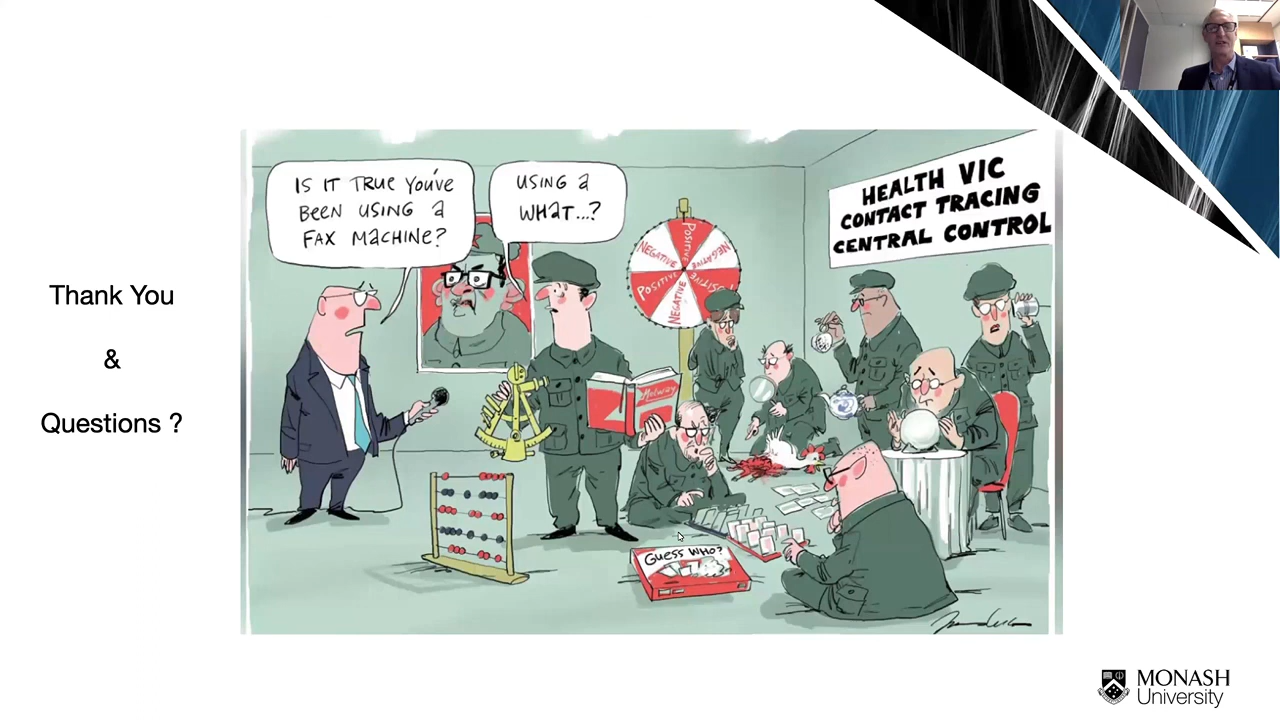 Thank You
&
Questions ?
IS IT TRUE YOU'VE
BEEN USING a
FAX MACHINE?
USING a
WHAT...?
POSITIVE
NEGATIVE
NEGATIVE
POSITIVE
NEGATIVE
HEALTH VIC
CONTACT TRACING
CENTRAL CONTROL
Melway
GUESS WHO?
MONASH
University